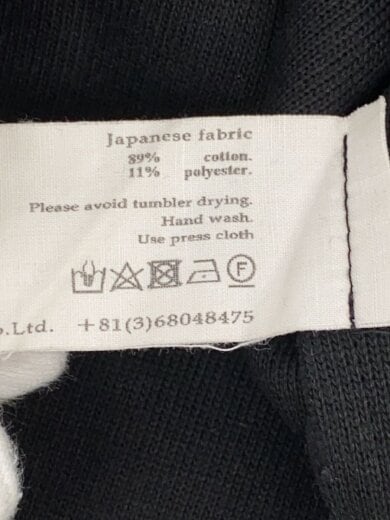 Japanese fabric
89% cotton.
11% polyester.
Please avoid tumbler drying.
Hand wash.
Use press cloth
F
o.Ltd. +81(3)68048475